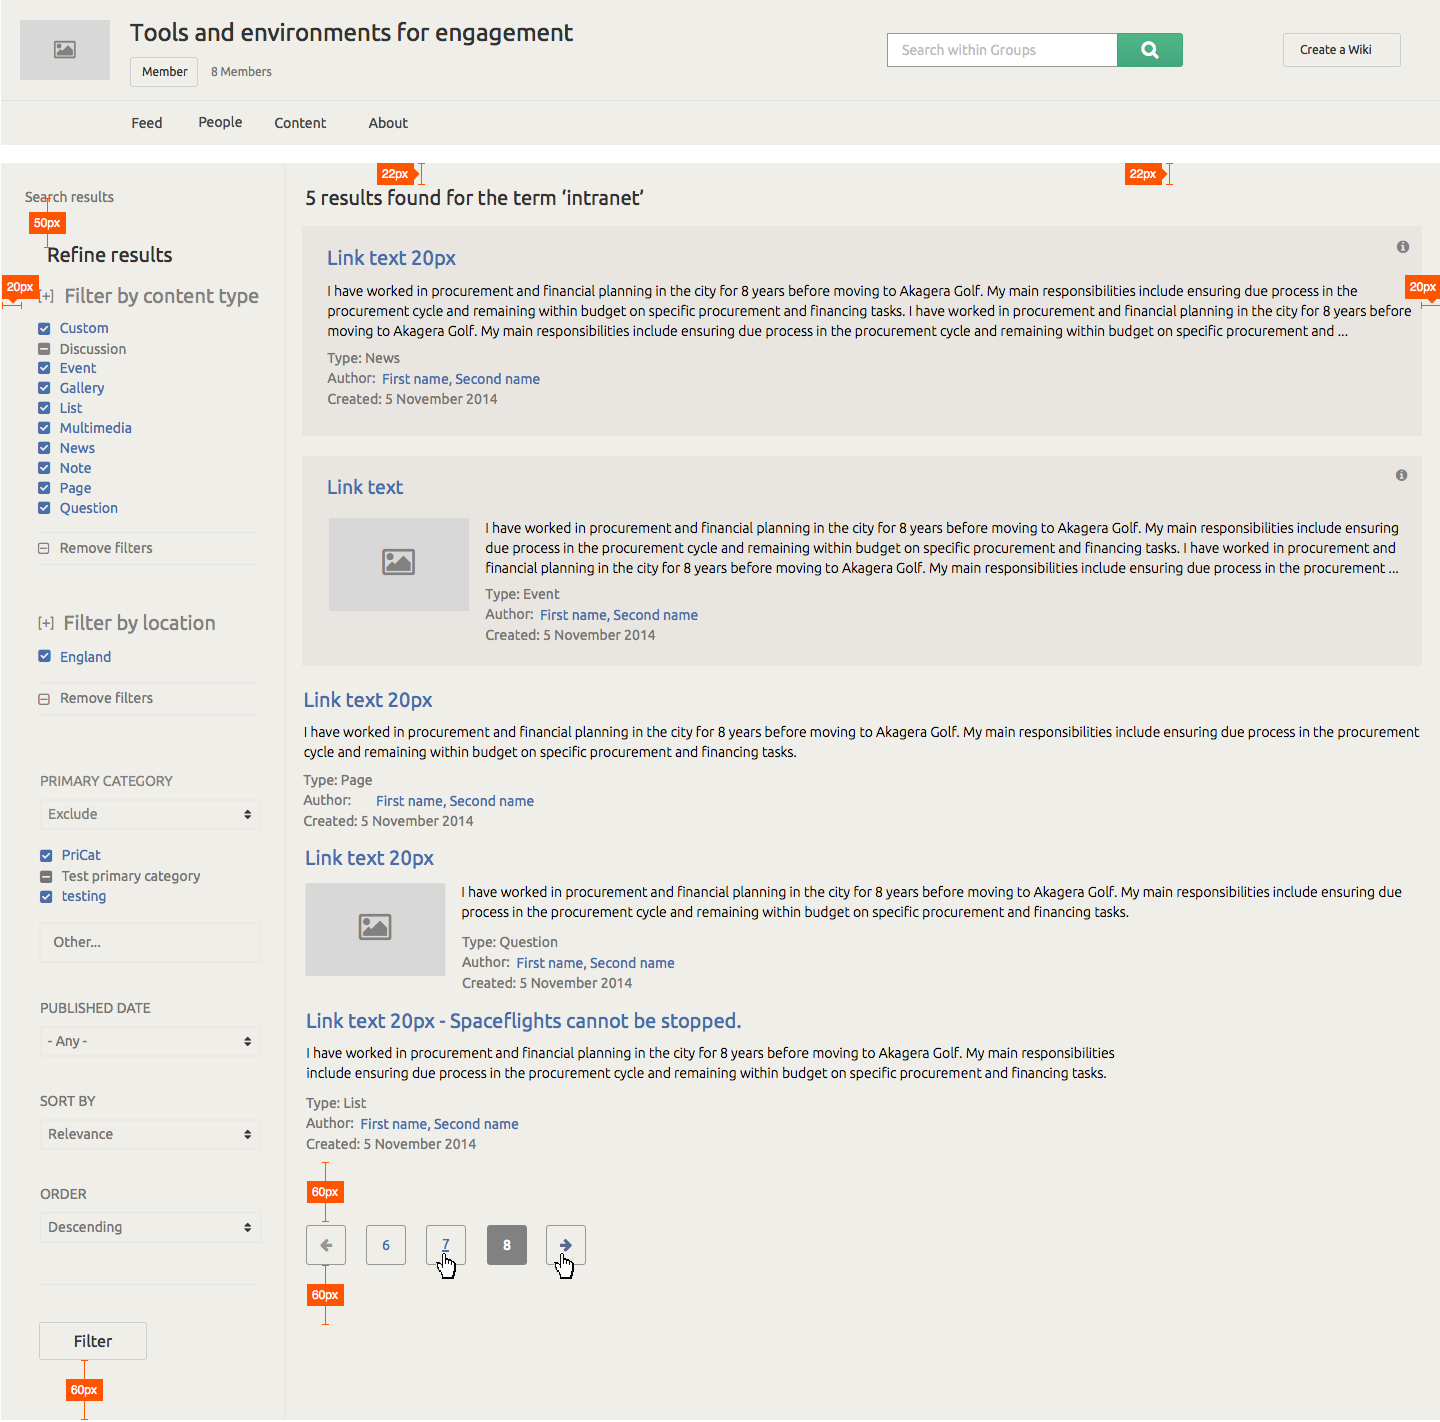 Tools and environments for engagement
Member
8 Members
Search within Groups
Create a Wiki
Feed
People
Content
About
22px
22px
Search results
50px
Refine results
20px
[+] Filter by content type
Custom
Discussion
Event
Gallery
List
Multimedia
News
Note
Page
Question
Remove filters
[+] Filter by location
England
Remove filters
PRIMARY CATEGORY
Exclude
PriCat
Test primary category
testing
Other...
PUBLISHED DATE
- Any -
SORT BY
Relevance
ORDER
Descending
Filter
60px
5 results found for the term ‘intranet’
Link text 20px
20px
I have worked in procurement and financial planning in the city for 8 years before moving to Akagera Golf. My main responsibilities include ensuring due process in the
procurement cycle and remaining within budget on specific procurement and financing tasks. I have worked in procurement and financial planning in the city for 8 years before
moving to Akagera Golf. My main responsibilities include ensuring due process in the procurement cycle and remaining within budget on specific procurement and ...
Type: News
Author: First name, Second name
Created: 5 November 2014
Link text
I have worked in procurement and financial planning in the city for 8 years before moving to Akagera Golf. My main responsibilities include ensuring
due process in the procurement cycle and remaining within budget on specific procurement and financing tasks. I have worked in procurement and
financial planning in the city for 8 years before moving to Akagera Golf. My main responsibilities include ensuring due process in the procurement ...
Type: Event
Author: First name, Second name
Created: 5 November 2014
Link text 20px
I have worked in procurement and financial planning in the city for 8 years before moving to Akagera Golf. My main responsibilities include ensuring due process in the procurement
cycle and remaining within budget on specific procurement and financing tasks.
Type: Page
Author: First name, Second name
Created: 5 November 2014
Link text 20px
I have worked in procurement and financial planning in the city for 8 years before moving to Akagera Golf. My main responsibilities include ensuring due
process in the procurement cycle and remaining within budget on specific procurement and financing tasks.
Type: Question
Author: First name, Second name
Created: 5 November 2014
Link text 20px - Spaceflights cannot be stopped.
I have worked in procurement and financial planning in the city for 8 years before moving to Akagera Golf. My main responsibilities
include ensuring due process in the procurement cycle and remaining within budget on specific procurement and financing tasks.
Type: List
Author: First name, Second name
Created: 5 November 2014
60px
6 7 8
60px